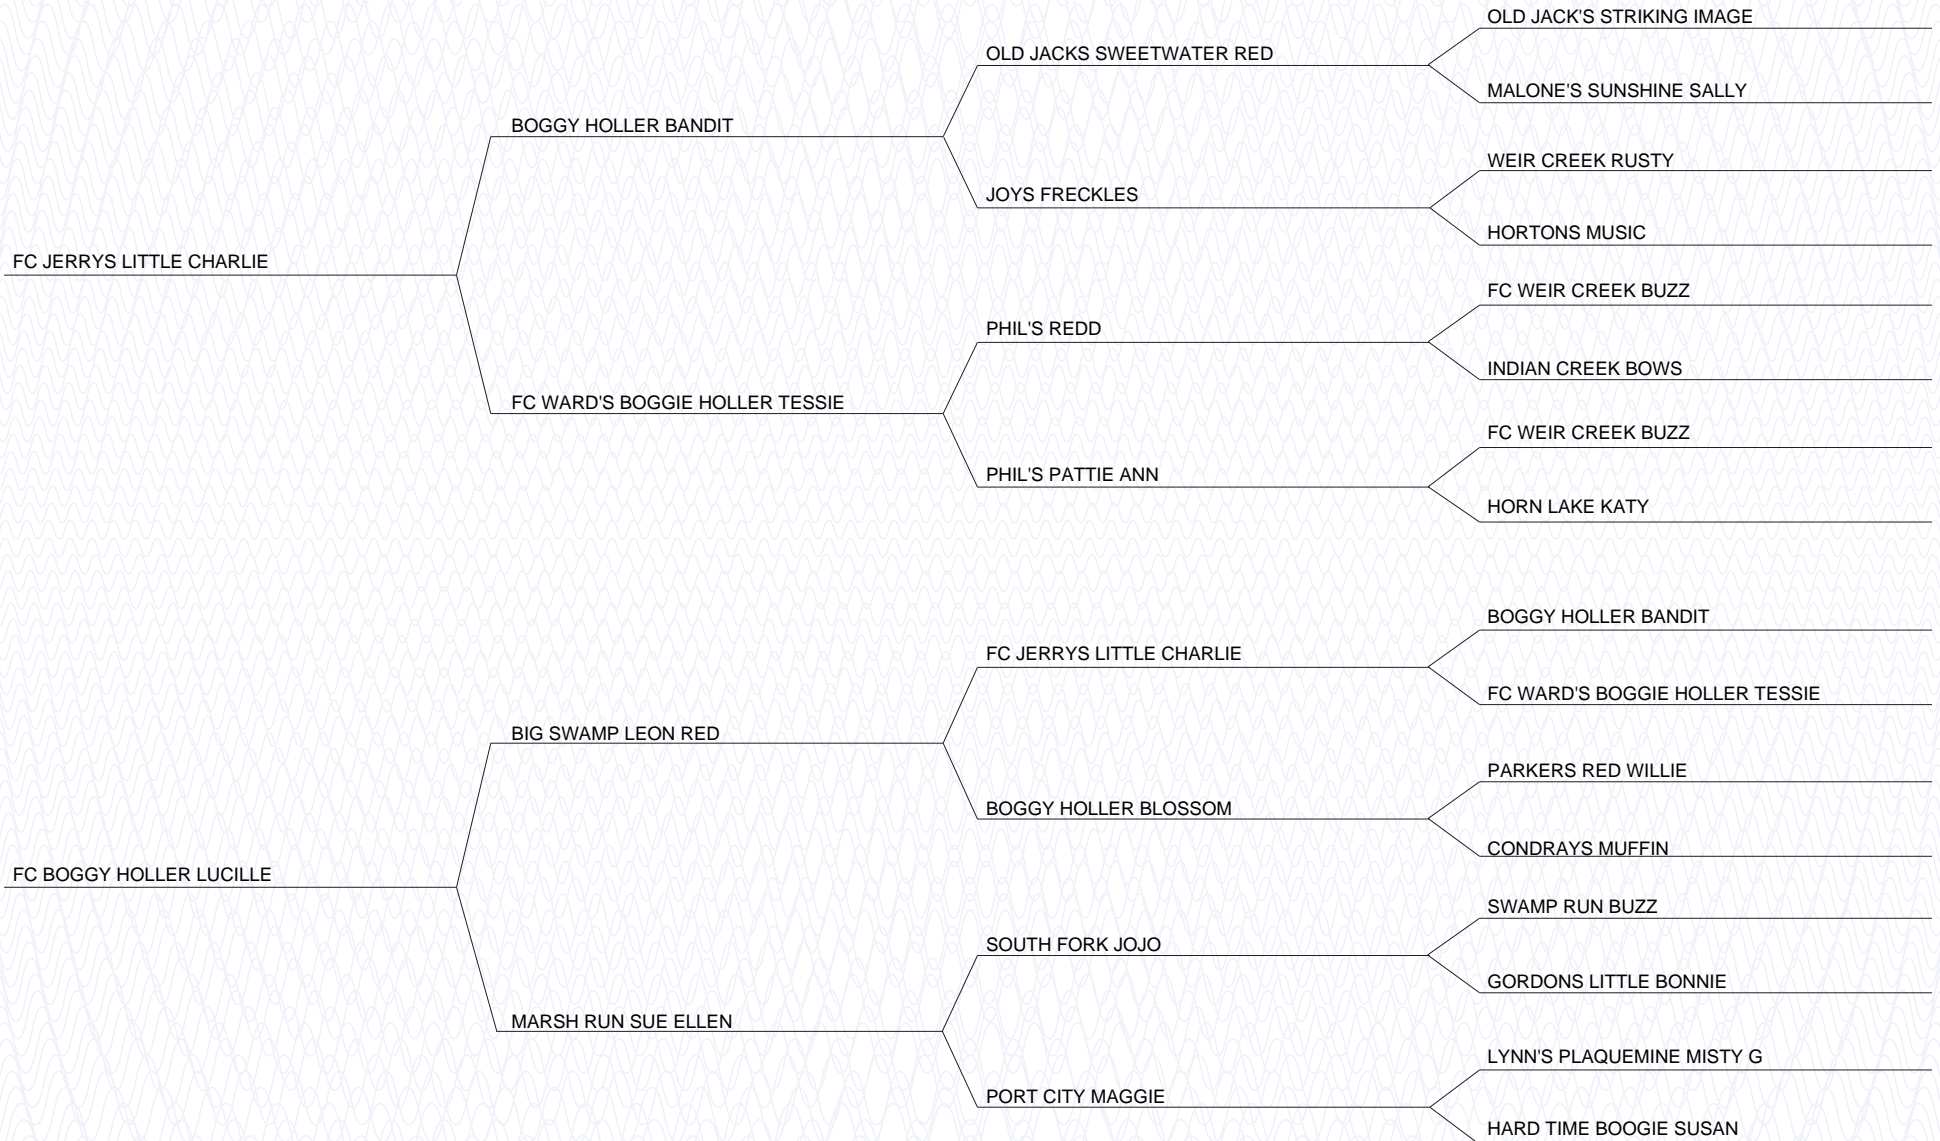 OLD JACK'S STRIKING IMAGE
OLD JACKS SWEETWATER RED
MALONE'S SUNSHINE SALLY
BOGGY HOLLER BANDIT
WEIR CREEK RUSTY
JOYS FRECKLES
HORTONS MUSIC
FC JERRYS LITTLE CHARLIE
FC WEIR CREEK BUZZ
PHIL'S REDD
INDIAN CREEK BOWS
FC WARD'S BOGGIE HOLLER TESSIE
FC WEIR CREEK BUZZ
PHIL'S PATTIE ANN
HORN LAKE KATY
BOGGY HOLLER BANDIT
FC JERRYS LITTLE CHARLIE
FC WARD'S BOGGIE HOLLER TESSIE
BIG SWAMP LEON RED
PARKERS RED WILLIE
BOGGY HOLLER BLOSSOM
CONDRAYS MUFFIN
FC BOGGY HOLLER LUCILLE
SWAMP RUN BUZZ
SOUTH FORK JOJO
GORDONS LITTLE BONNIE
MARSH RUN SUE ELLEN
LYNN'S PLAQUEMINE MISTY G
PORT CITY MAGGIE
HARD TIME BOOGIE SUSAN